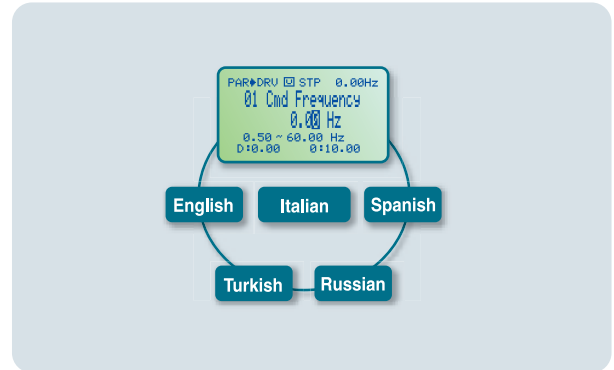 PAR➧DRV U STP 0.00Hz
01 Cmd Frequency
0.00 Hz
0.50 ~ 60.00 Hz
D:0.00 0:10.00
English Italian Spanish
Turkish Russian